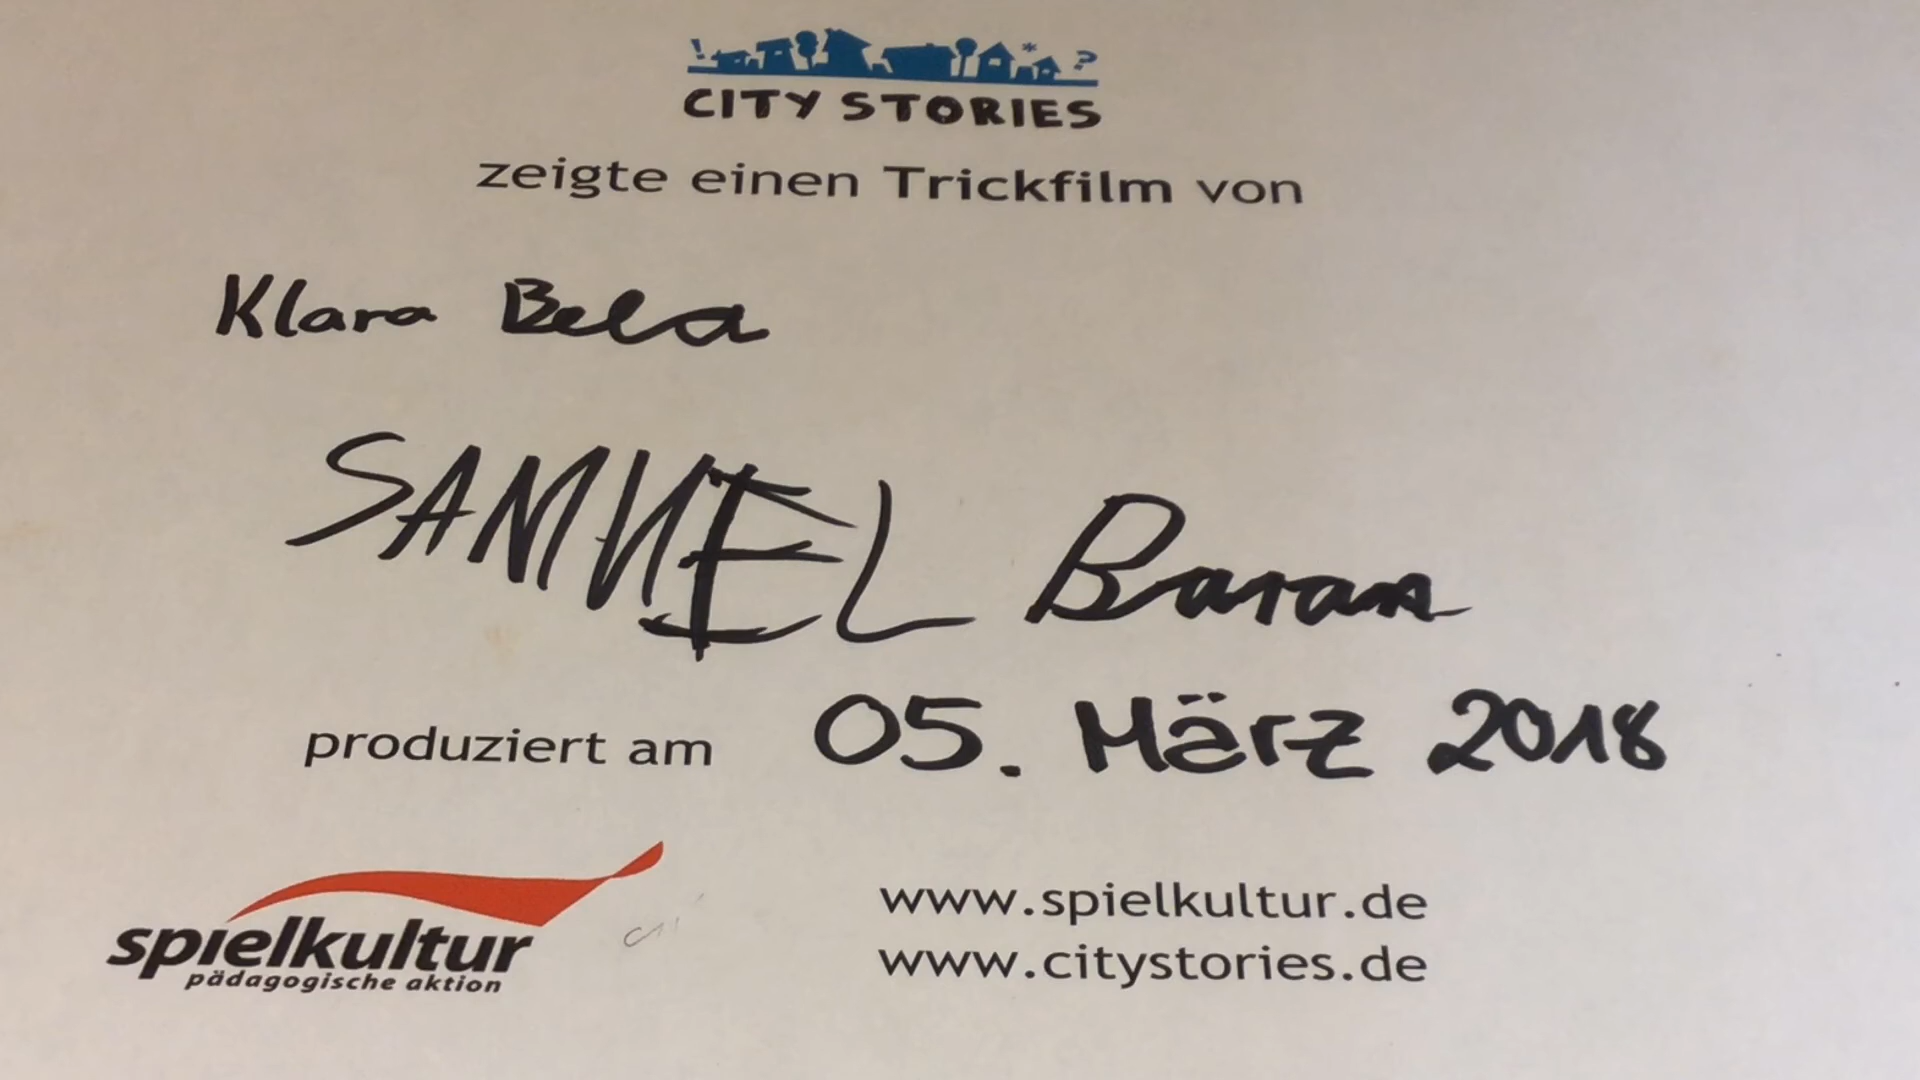 ! * ?
CITY STORIES
zeigte einen Trickfilm von
Klara Bela
SAMUEL Baran
produziert am 05. März 2018
spielkultur
pädagogische aktion
www.spielkultur.de
www.citystories.de